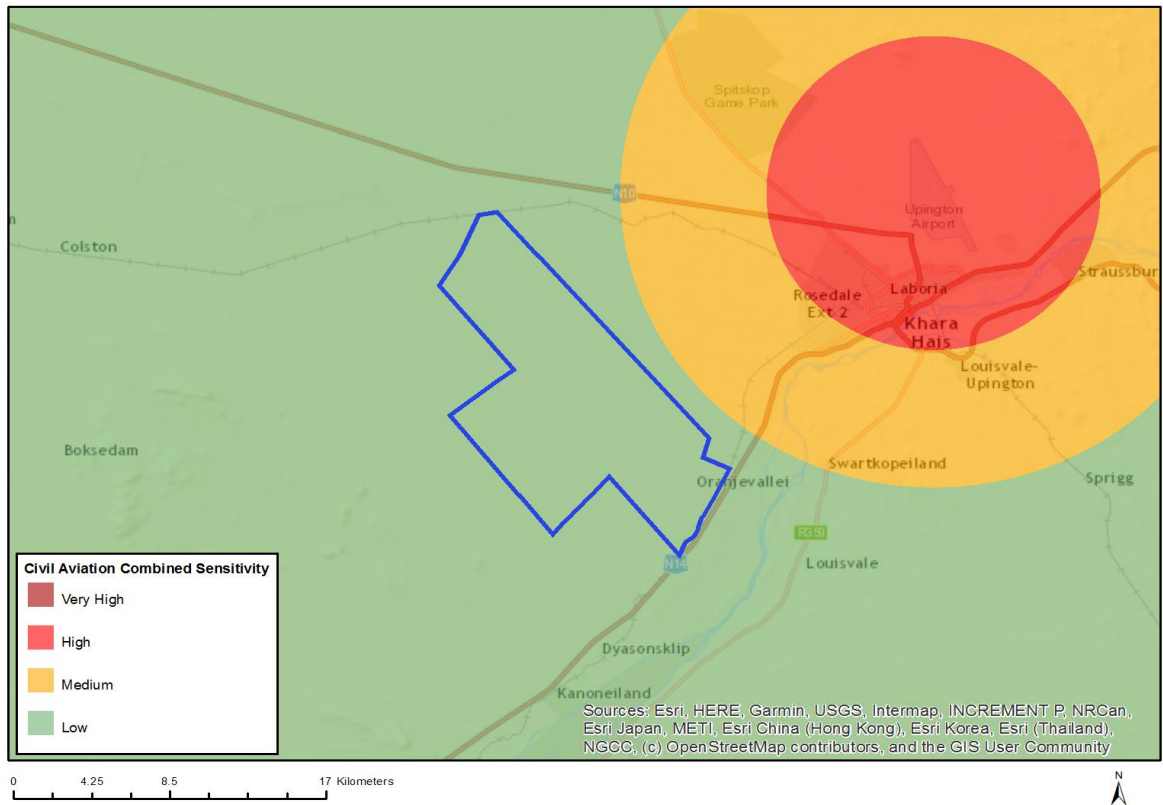 Spitskop
Game Park
N10
Upington
Airport
n
Colston
Straussbur
Rosedale
Ext 2
Laboria
Khara
Hais
Louisvale-
Upington
Boksedam
Swartkopeiland
Oranjevallei
Sprigg
R359
N14
Louisvale
Dyasonsklip
Kanoneiland
Civil Aviation Combined Sensitivity
Very High
High
Medium
Low
Sources: Esri, HERE, Garmin, USGS, Intermap, INCREMENT P, NRCan,
Esri Japan, METI, Esri China (Hong Kong), Esri Korea, Esri (Thailand),
NGCC, (c) OpenStreetMap contributors, and the GIS User Community
0 4.25 8.5 17 Kilometers
N